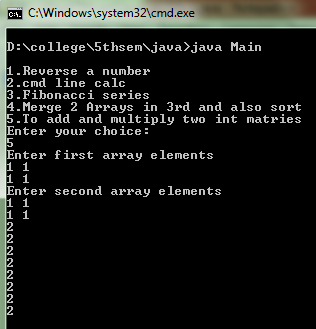 C:\Windows\system32\cmd.exe
D:\college\5thsem\java>java Main
1.Reverse a number
2.cmd line calc
3.Fibonacci series
4.Merge 2 Arrays in 3rd and also sort
5.To add and multiply two int matries
Enter your choice:
5
Enter first array elements
1 1
1 1
Enter second array elements
1 1
1 1
2
2
2
2
2
2
2
2